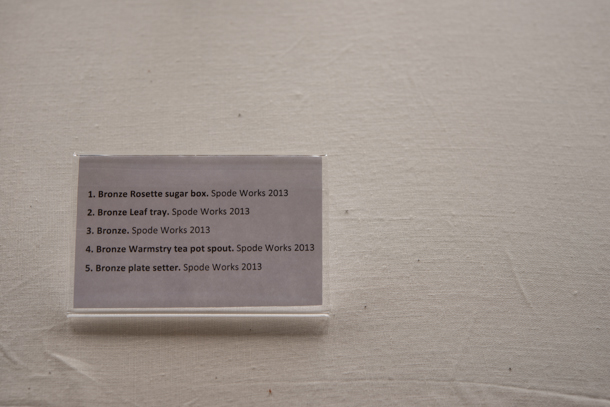 1. Bronze Rosette sugar box. Spode Works 2013
2. Bronze Leaf tray. Spode Works 2013
3. Bronze. Spode Works 2013
4. Bronze Warmstry tea pot spout. Spode Works 2013
5. Bronze plate setter. Spode Works 2013